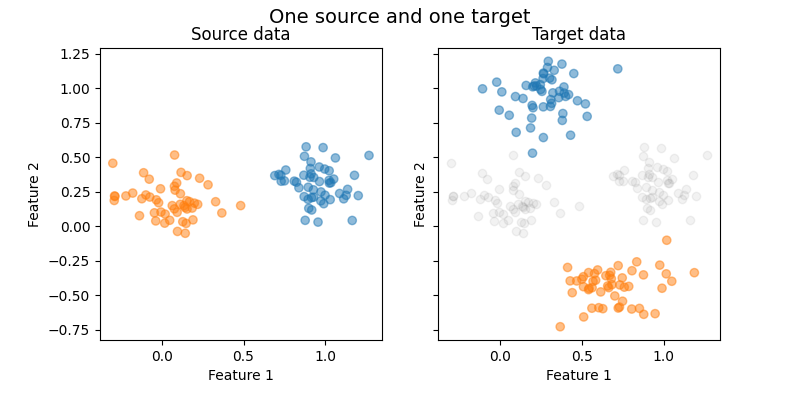 One source and one target
Source data
Target data
1.25
1.00
0.75
0.50
0.25
0.00
−0.25
−0.50
−0.75
Feature 2
Feature 2
0.0 0.5 1.0
0.0 0.5 1.0
Feature 1
Feature 1